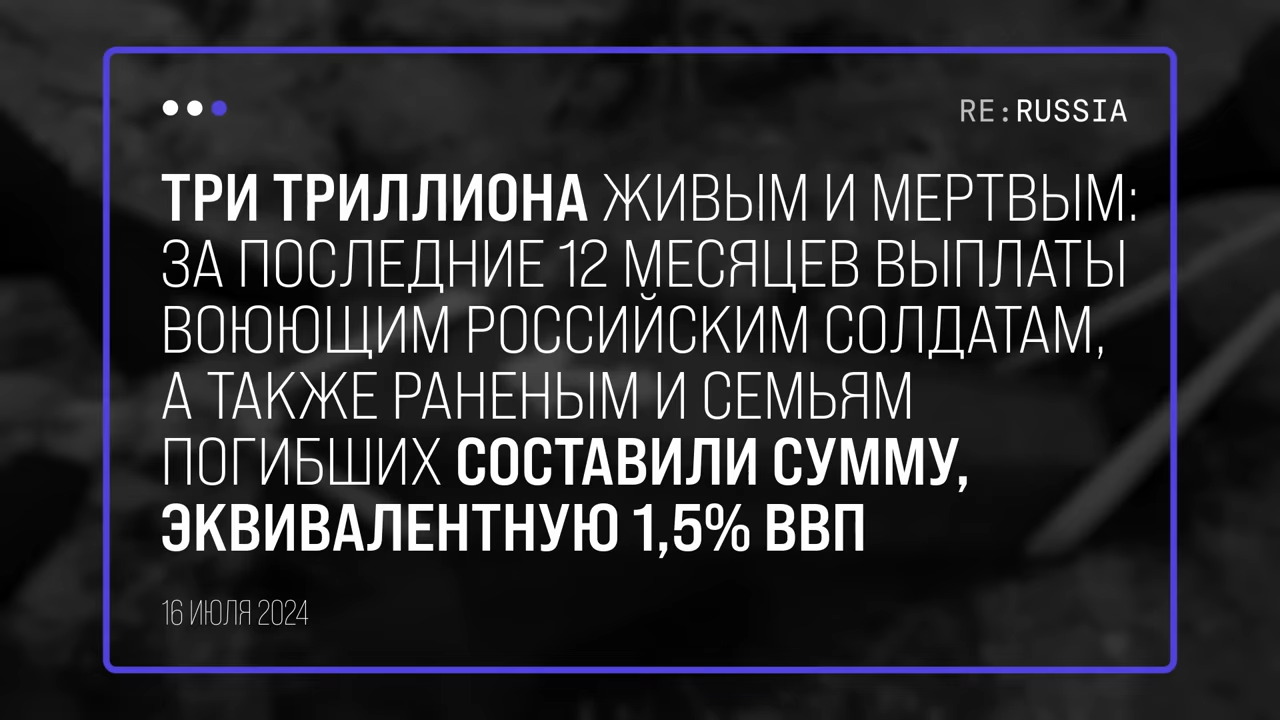 RE:RUSSIA
ТРИ ТРИЛЛИОНА ЖИВЫМ И МЕРТВЫМ:
ЗА ПОСЛЕДНИЕ 12 МЕСЯЦЕВ ВЫПЛАТЫ
ВОЮЮЩИМ РОССИЙСКИМ СОЛДАТАМ,
А ТАКЖЕ РАНЕНЫМ И СЕМЬЯМ
ПОГИБШИХ СОСТАВИЛИ СУММУ,
ЭКВИВАЛЕНТНУЮ 1,5% ВВП
16 ИЮЛЯ 2024